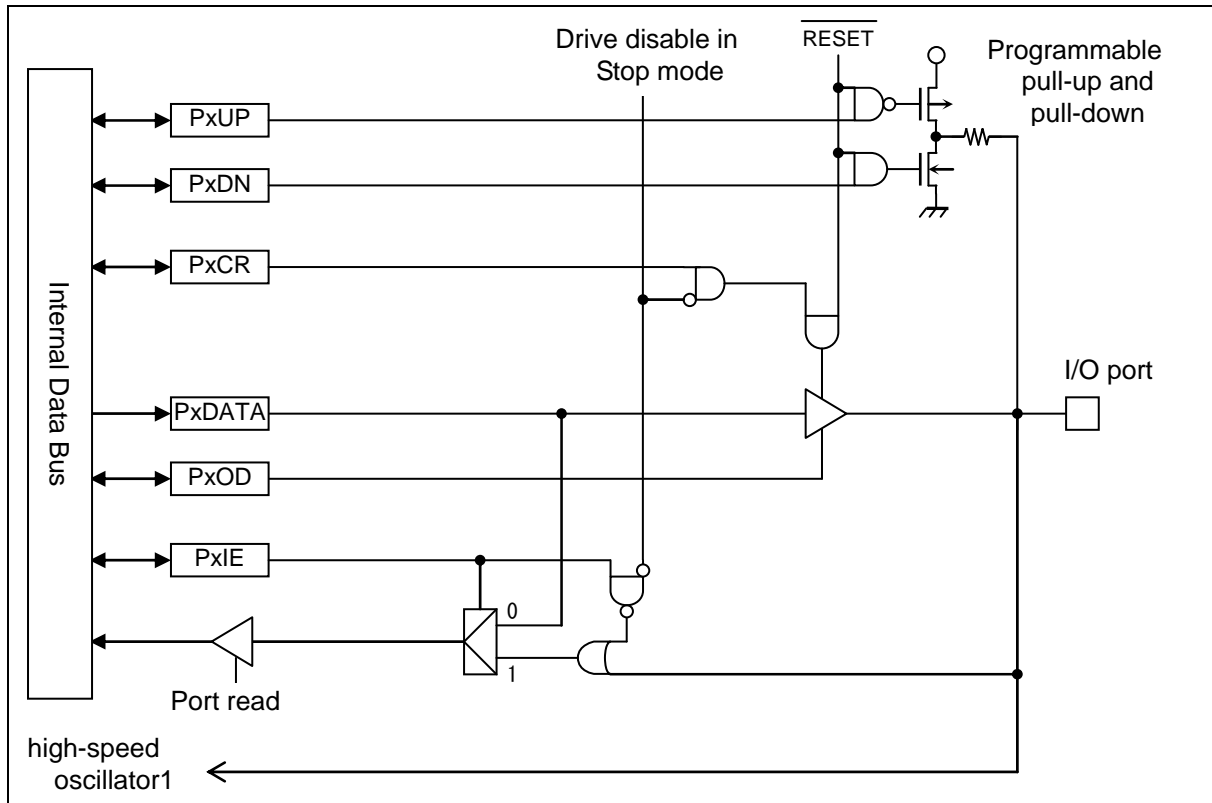 Drive disable in
Stop mode
RESET
Programmable
pull-up and
pull-down
Internal Data Bus
PxUP
PxDN
PxCR
PxDATA
PxOD
PxIE
I/O port
0
1
Port read
high-speed
oscillator1